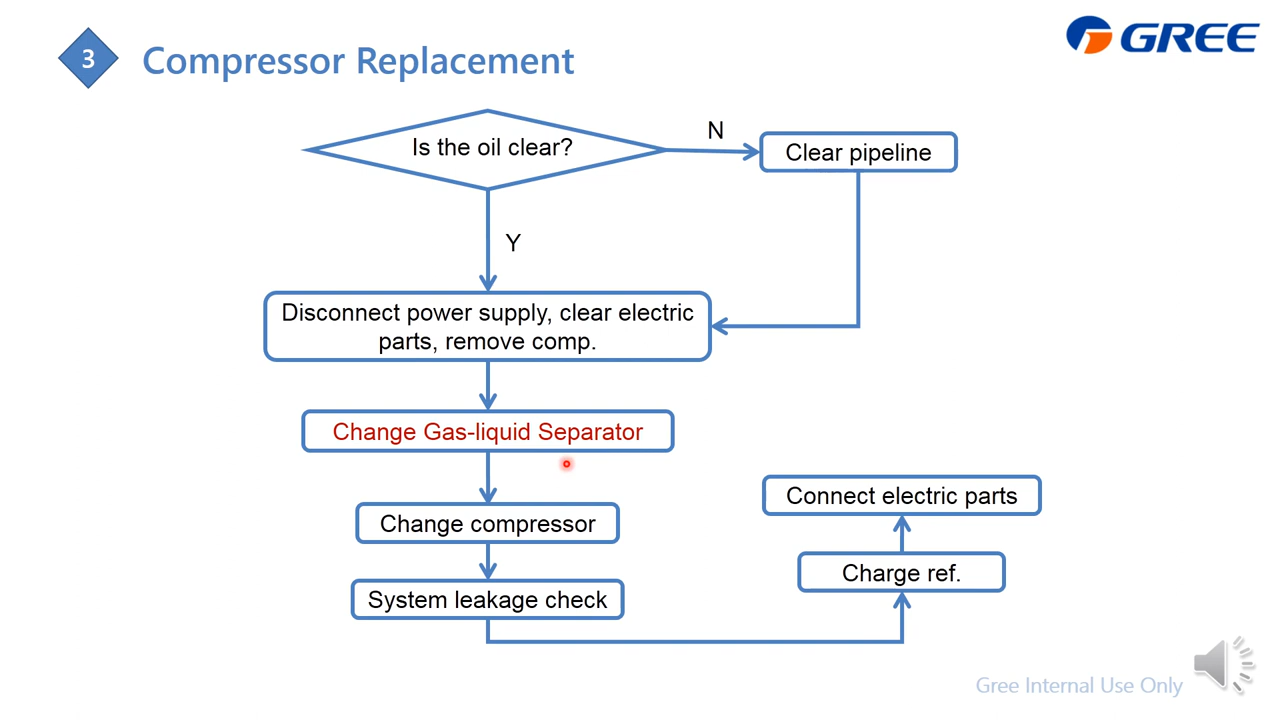 3
Compressor Replacement
GREE
Is the oil clear?
N
Clear pipeline
Y
Disconnect power supply, clear electric
parts, remove comp.
Change Gas-liquid Separator
Change compressor
System leakage check
Connect electric parts
Charge ref.
Gree Internal Use Only